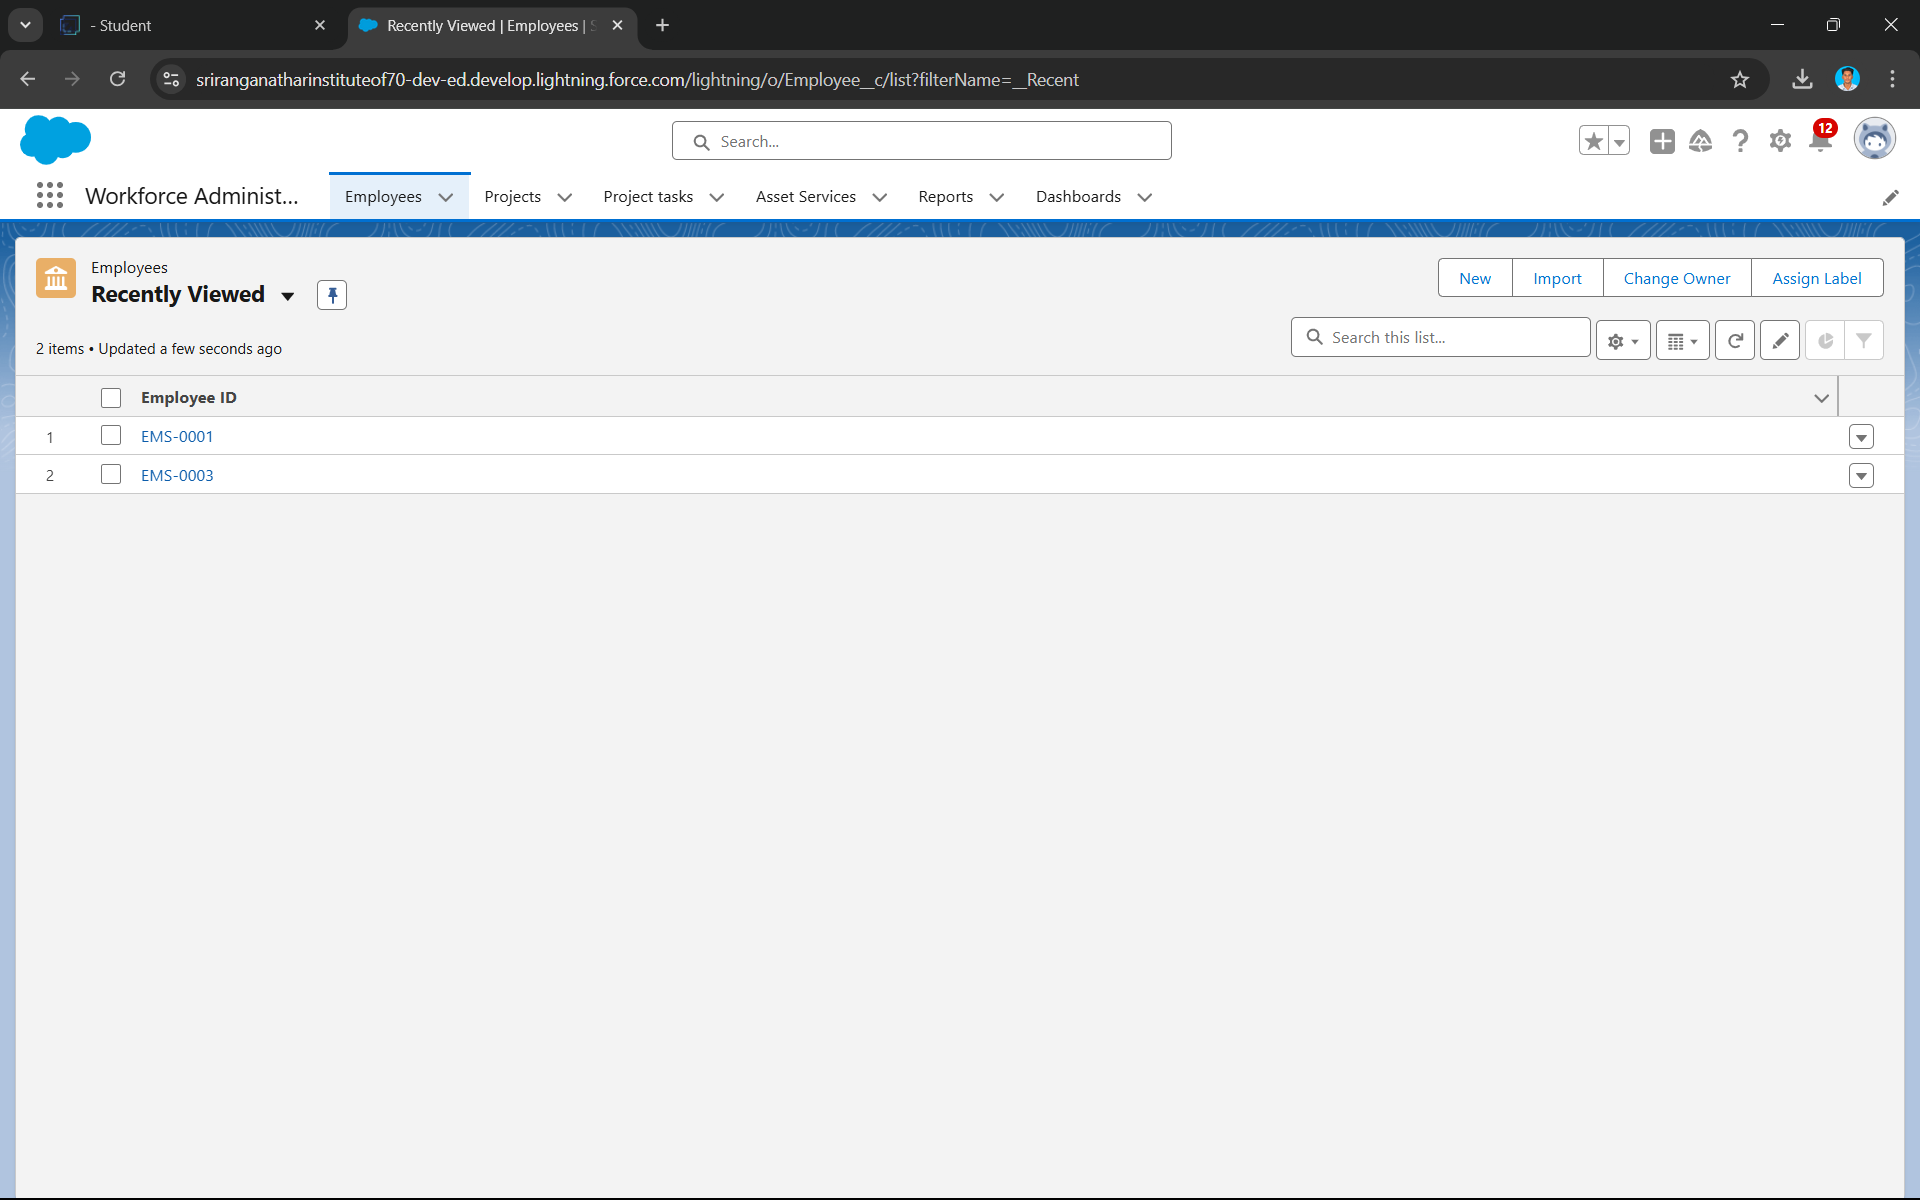 - Student
Recently Viewed | Employees |
sriranganatharinstituteof70-dev-ed.develop.lightning.force.com/lightning/o/Employee__c/list?filterName=__Recent
Search...
12
Workforce Administ...
Employees
Projects
Project tasks
Asset Services
Reports
Dashboards
Employees
Recently Viewed
New
Import
Change Owner
Assign Label
2 items • Updated a few seconds ago
Search this list...
Employee ID
1
EMS-0001
2
EMS-0003